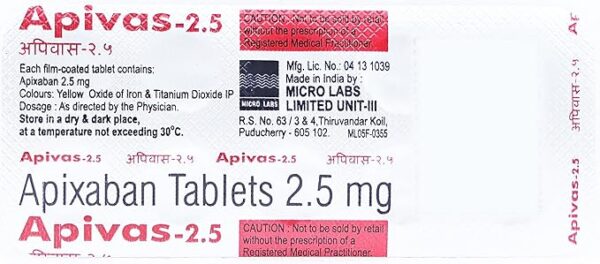 Apivas-2.5
अपिवास-२.५
Each film-coated tablet contains:
Apixaban 2.5 mg
Colours: Yellow Oxide of Iron & Titanium Dioxide IP
Dosage : As directed by the Physician.
Store in a dry & dark place,
at a temperature not exceeding 30°C.
CAUTION : Not to be sold by retail
without the prescription of a
Registered Medical Practitioner.
MICRO LABS
Mfg. Lic. No.: 04 13 1039
Made in India by :
MICRO LABS
LIMITED UNIT-III
R.S. No. 63 / 3 & 4,Thiruvandar Koil,
Puducherry - 605 102. ML05F-0355
Apivas-2.5 अपिवास-२.५ Apivas-2.5 अपिवास-२.५
Apixaban Tablets 2.5 mg
Apivas-2.5
अपिवास-२.५
CAUTION : Not to be sold by retail
without the prescription of a
Registered Medical Practitioner.
Apivas-2.5